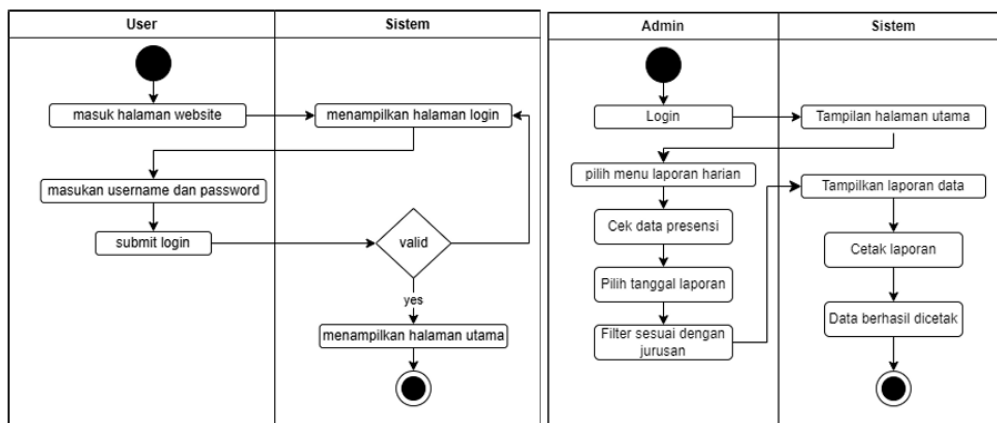 User
Sistem
masuk halaman website
menampilkan halaman login
masukan username dan password
submit login
valid
yes
menampilkan halaman utama
Admin
Sistem
Login
Tampilan halaman utama
pilih menu laporan harian
Tampilkan laporan data
Cek data presensi
Cetak laporan
Pilih tanggal laporan
Data berhasil dicetak
Filter sesuai dengan
jurusan